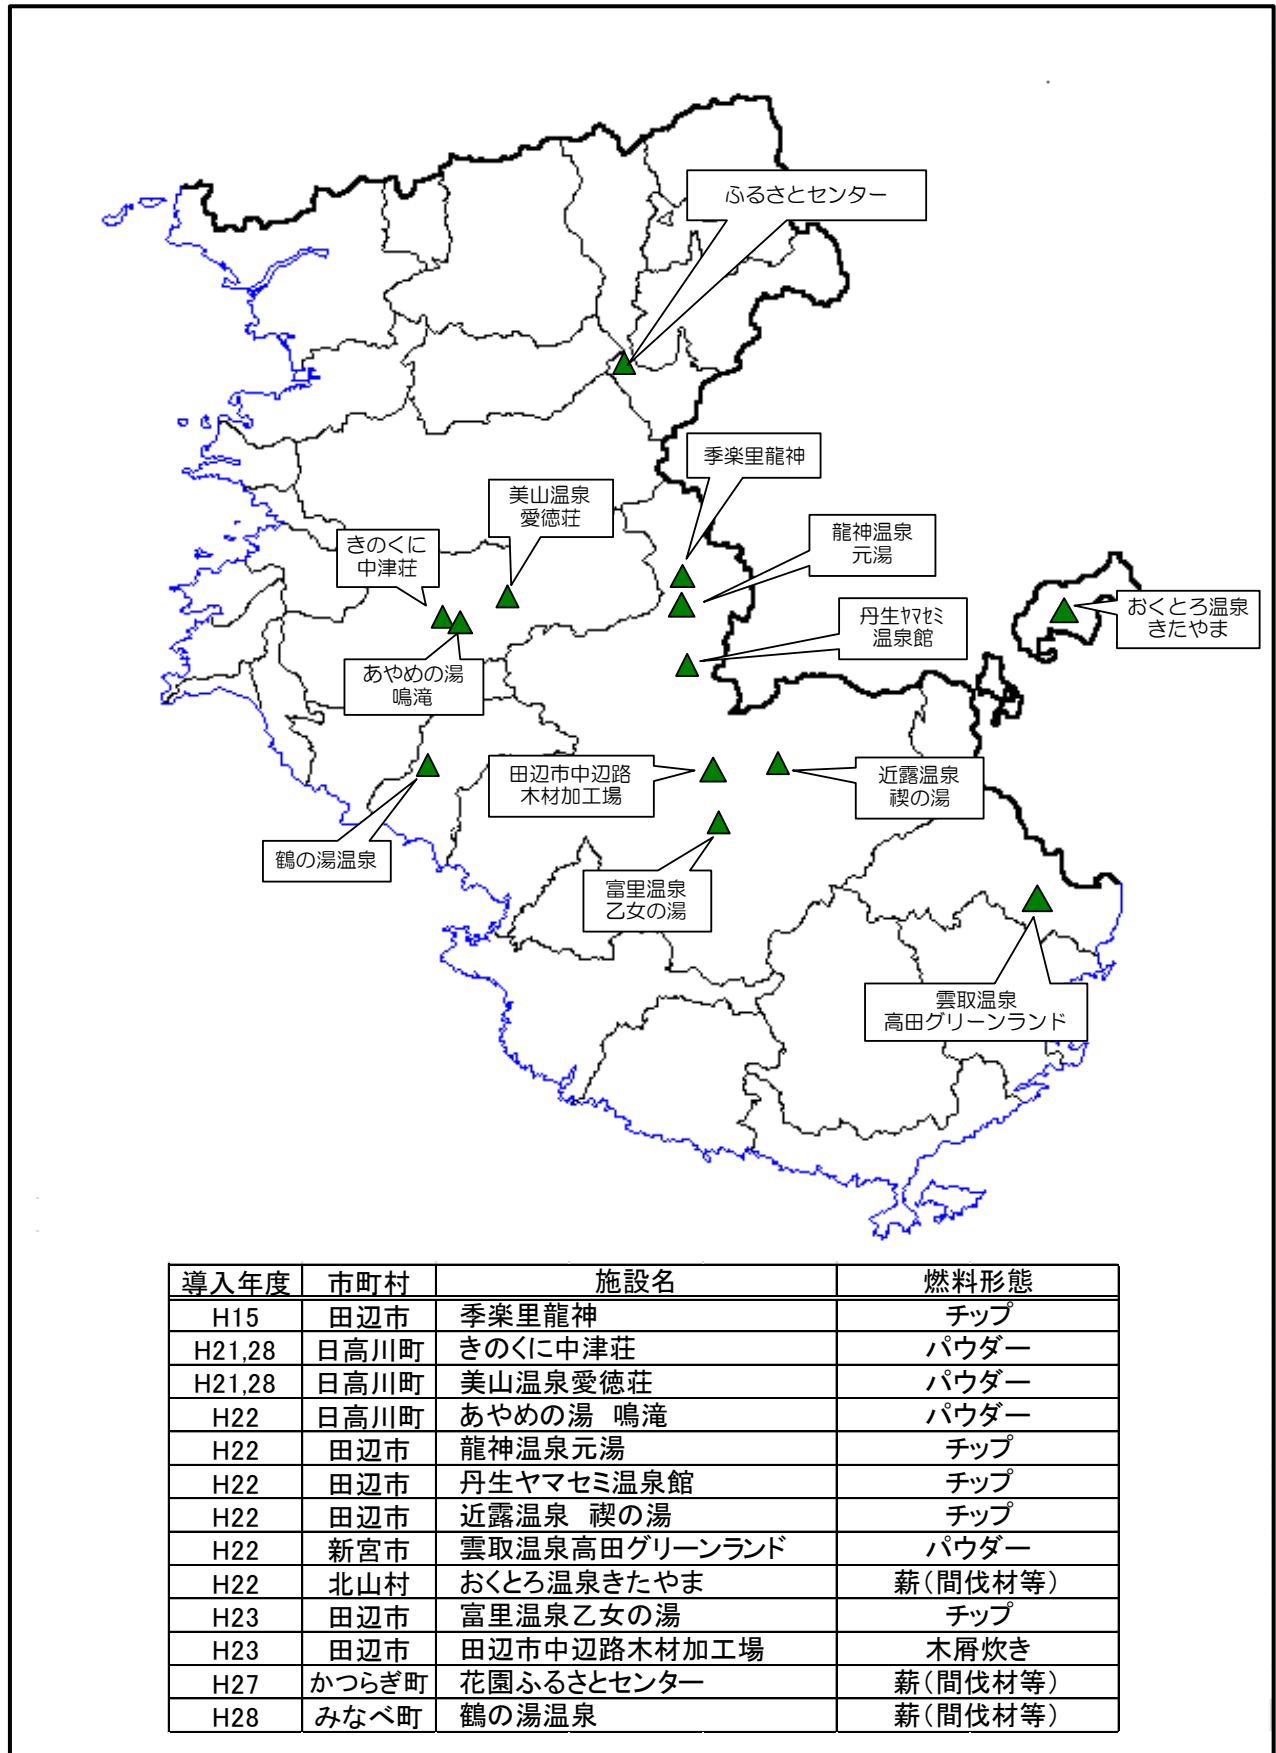 ふるさとセンター
季楽里龍神
美山温泉
愛徳荘
龍神温泉
元湯
きのくに
中津荘
丹生ﾔﾏｾﾐ
温泉館
おくとろ温泉
きたやま
あやめの湯
鳴滝
田辺市中辺路
木材加工場
近露温泉
禊の湯
鶴の湯温泉
富里温泉
乙女の湯
雲取温泉
高田グリーンランド
導入年度 市町村 施設名 燃料形態
H15 田辺市 季楽里龍神 チップ
H21,28 日高川町 きのくに中津荘 パウダー
H21,28 日高川町 美山温泉愛徳荘 パウダー
H22 日高川町 あやめの湯 鳴滝 パウダー
H22 田辺市 龍神温泉元湯 チップ
H22 田辺市 丹生ヤマセミ温泉館 チップ
H22 田辺市 近露温泉 禊の湯 チップ
H22 新宮市 雲取温泉高田グリーンランド パウダー
H22 北山村 おくとろ温泉きたやま 薪(間伐材等)
H23 田辺市 富里温泉乙女の湯 チップ
H23 田辺市 田辺市中辺路木材加工場 木屑炊き
H27 かつらぎ町 花園ふるさとセンター 薪(間伐材等)
H28 みなべ町 鶴の湯温泉 薪(間伐材等)